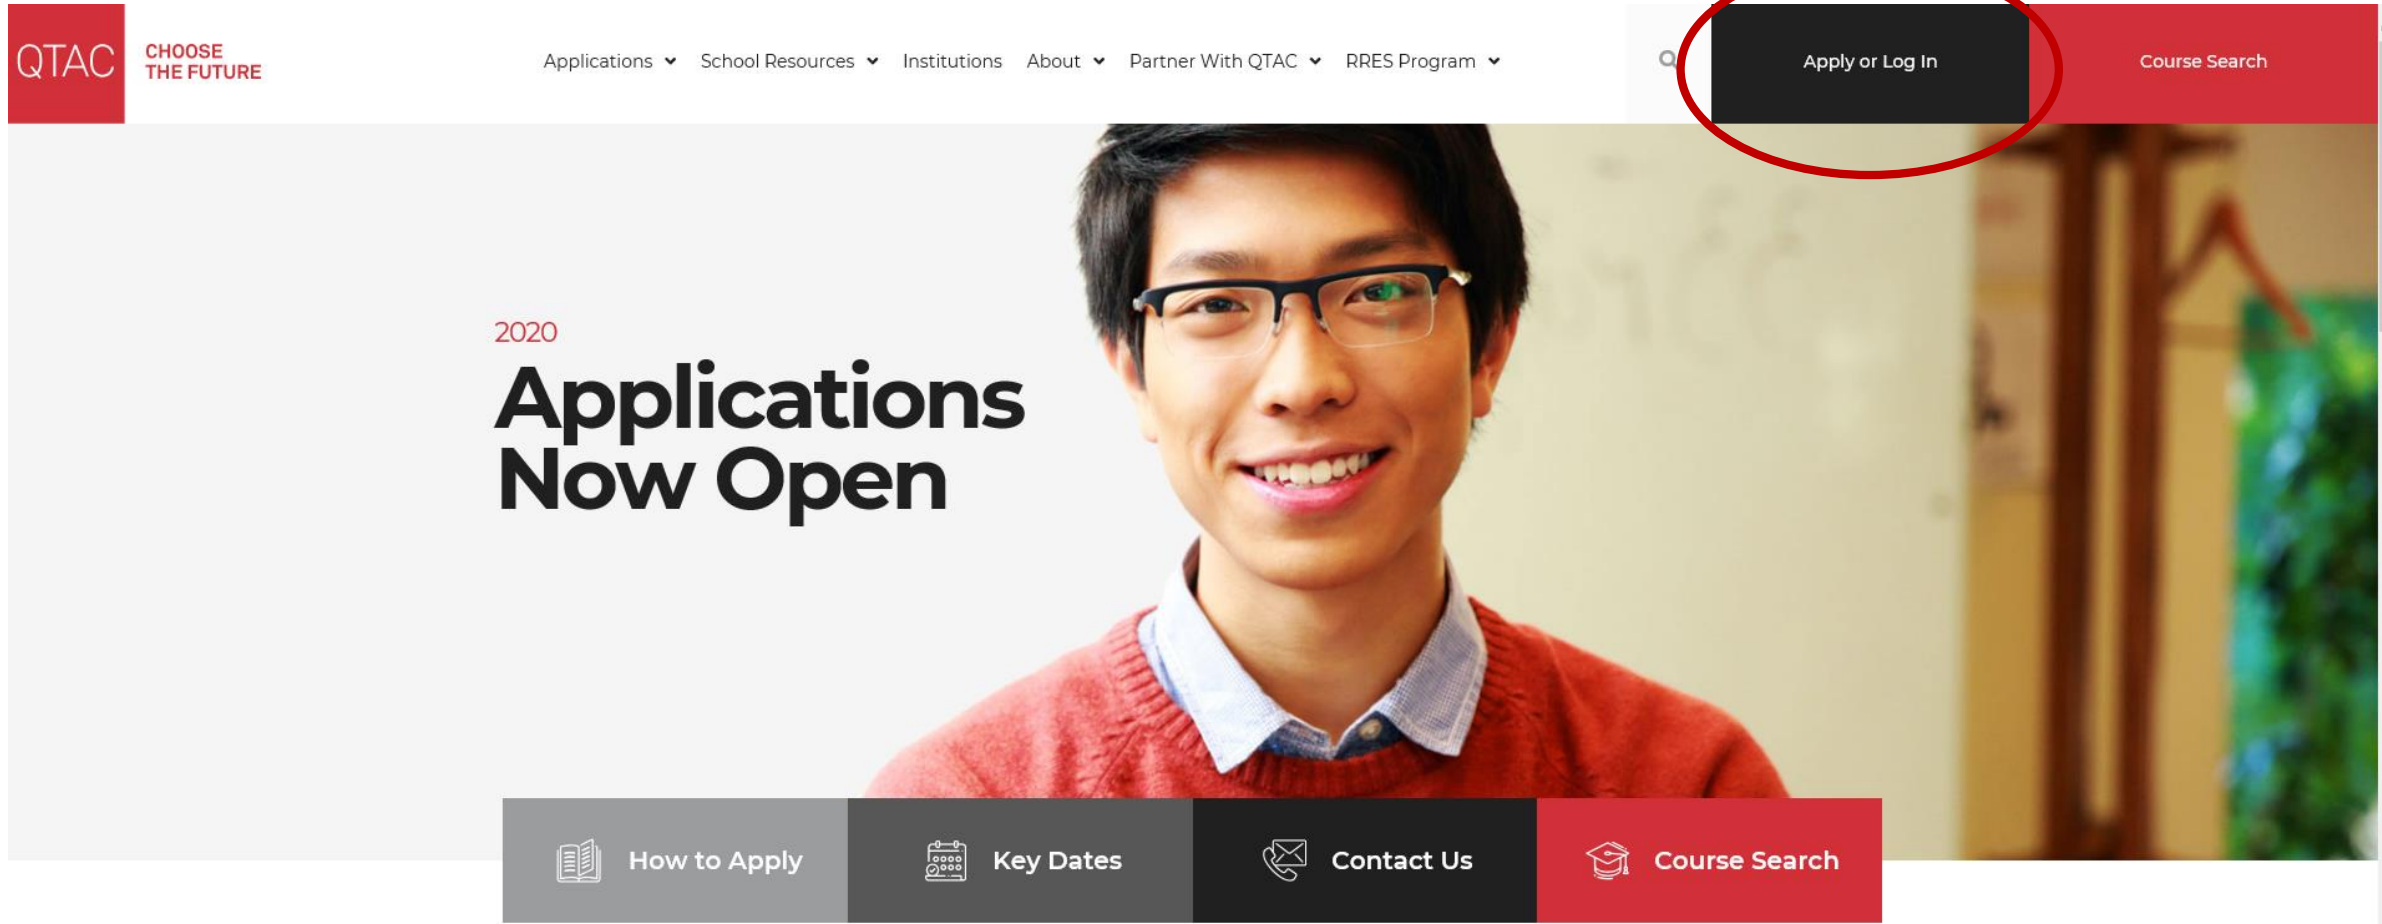 QTAC
CHOOSE
THE FUTURE
Applications
School Resources
Institutions
About
Partner With QTAC
RRES Program
Apply or Log In
Course Search
2020
Applications
Now Open
How to Apply
Key Dates
Contact Us
Course Search